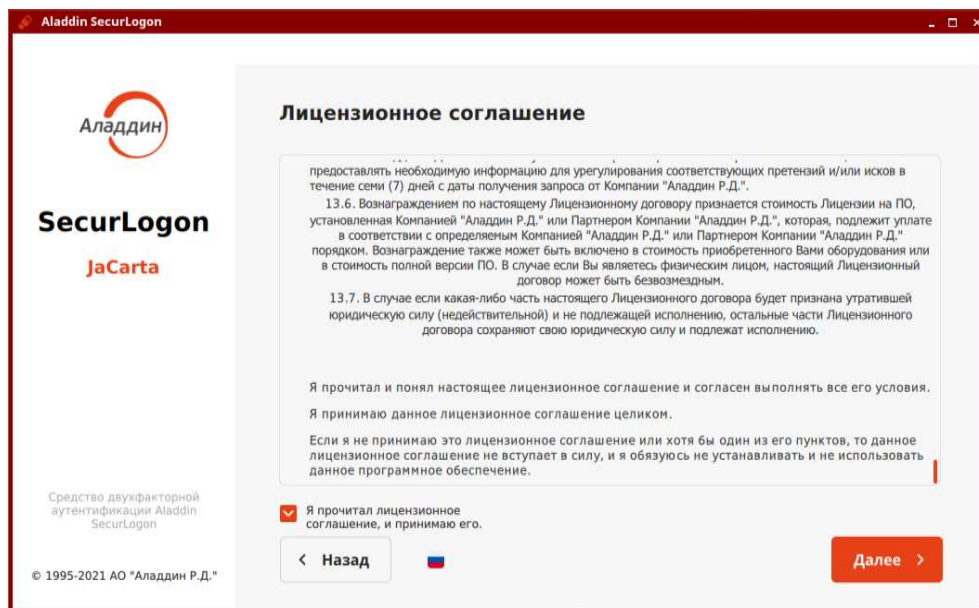 Aladdin SecurLogon
Аладдин
SecurLogon
JaCarta
Средство двухфакторной
аутентификации Aladdin
SecurLogon
© 1995-2021 АО "Аладдин Р.Д."
Лицензионное соглашение
предоставлять необходимую информацию для урегулирования соответствующих претензий и/или исков в
течение семи (7) дней с даты получения запроса от Компании "Аладдин Р.Д.".
13.6. Вознаграждением по настоящему Лицензионному договору признается стоимость Лицензии на ПО,
установленная Компанией "Аладдин Р.Д." или Партнером Компании "Аладдин Р.Д.", которая, подлежит уплате
в соответствии с определяемым Компанией "Аладдин Р.Д." или Партнером Компании "Аладдин Р.Д."
порядком. Вознаграждение также может быть включено в стоимость приобретенного Вами оборудования или
в стоимость полной версии ПО. В случае если Вы являетесь физическим лицом, настоящий Лицензионный
договор может быть безвозмездным.
13.7. В случае если какая-либо часть настоящего Лицензионного договора будет признана утратившей
юридическую силу (недействительной) и не подлежащей исполнению, остальные части Лицензионного
договора сохраняют свою юридическую силу и подлежат исполнению.
Я прочитал и понял настоящее лицензионное соглашение и согласен выполнять все его условия.
Я принимаю данное лицензионное соглашение целиком.
Если я не принимаю это лицензионное соглашение или хотя бы один из его пунктов, то данное
лицензионное соглашение не вступает в силу, и я обязуюсь не устанавливать и не использовать
данное программное обеспечение.
Я прочитал лицензионное
соглашение, и принимаю его.
Назад
Далее